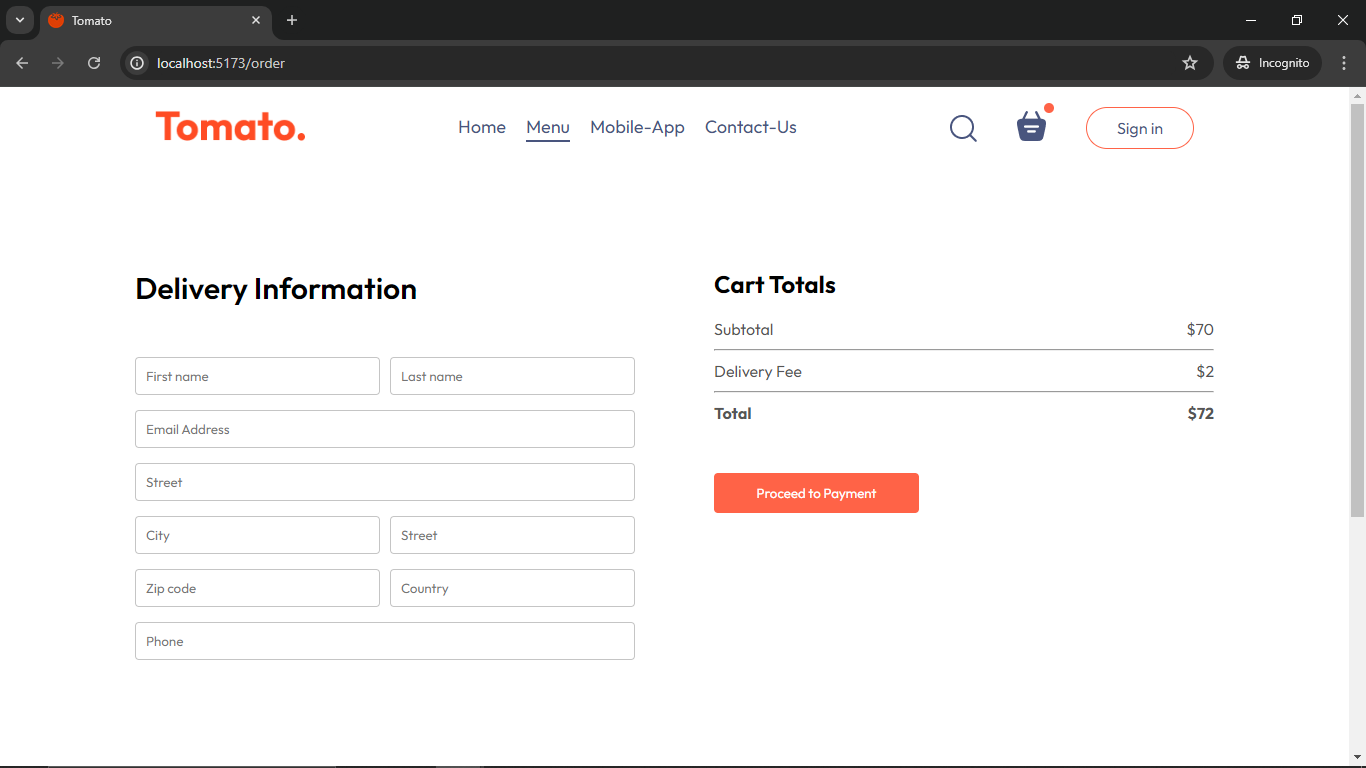 Tomato
localhost:5173/order
Incognito
Tomato.
Home Menu Mobile-App Contact-Us
Sign in
Delivery Information
First name Last name
Email Address
Street
City Street
Zip code Country
Phone
Cart Totals
Subtotal $70
Delivery Fee $2
Total $72
Proceed to Payment